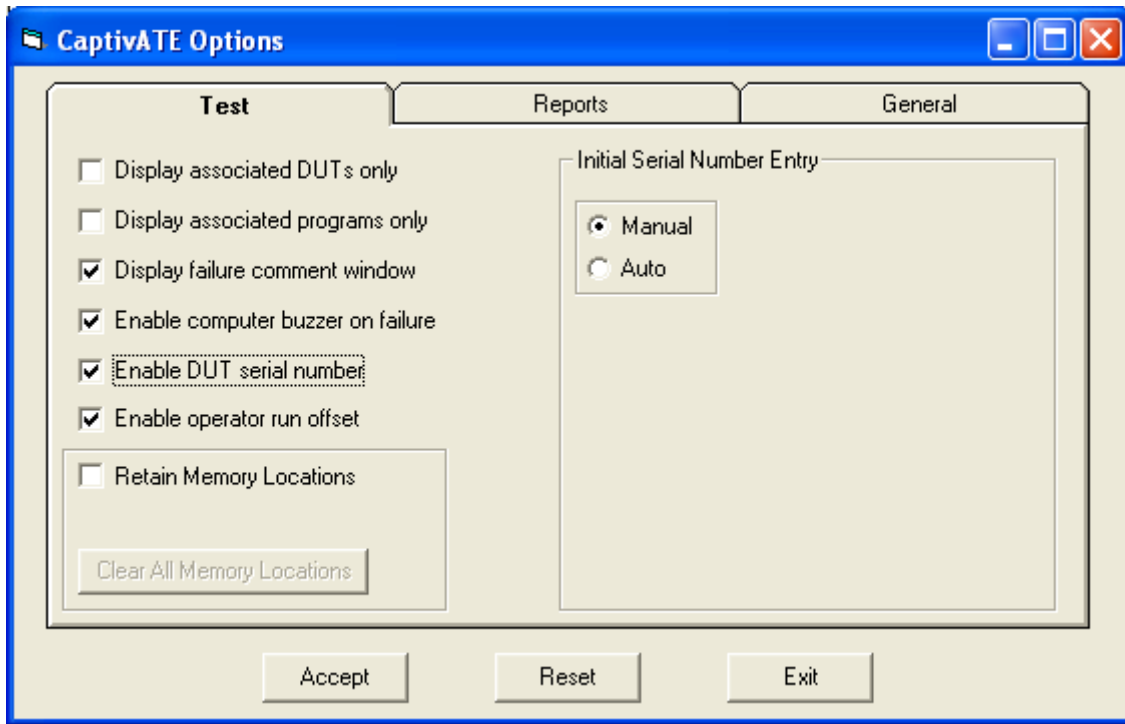 CaptivATE Options
Test
Reports
General
Display associated DUTs only
Display associated programs only
Display failure comment window
Enable computer buzzer on failure
Enable DUT serial number
Enable operator run offset
Retain Memory Locations
Clear All Memory Locations
Initial Serial Number Entry
Manual
Auto
Accept
Reset
Exit